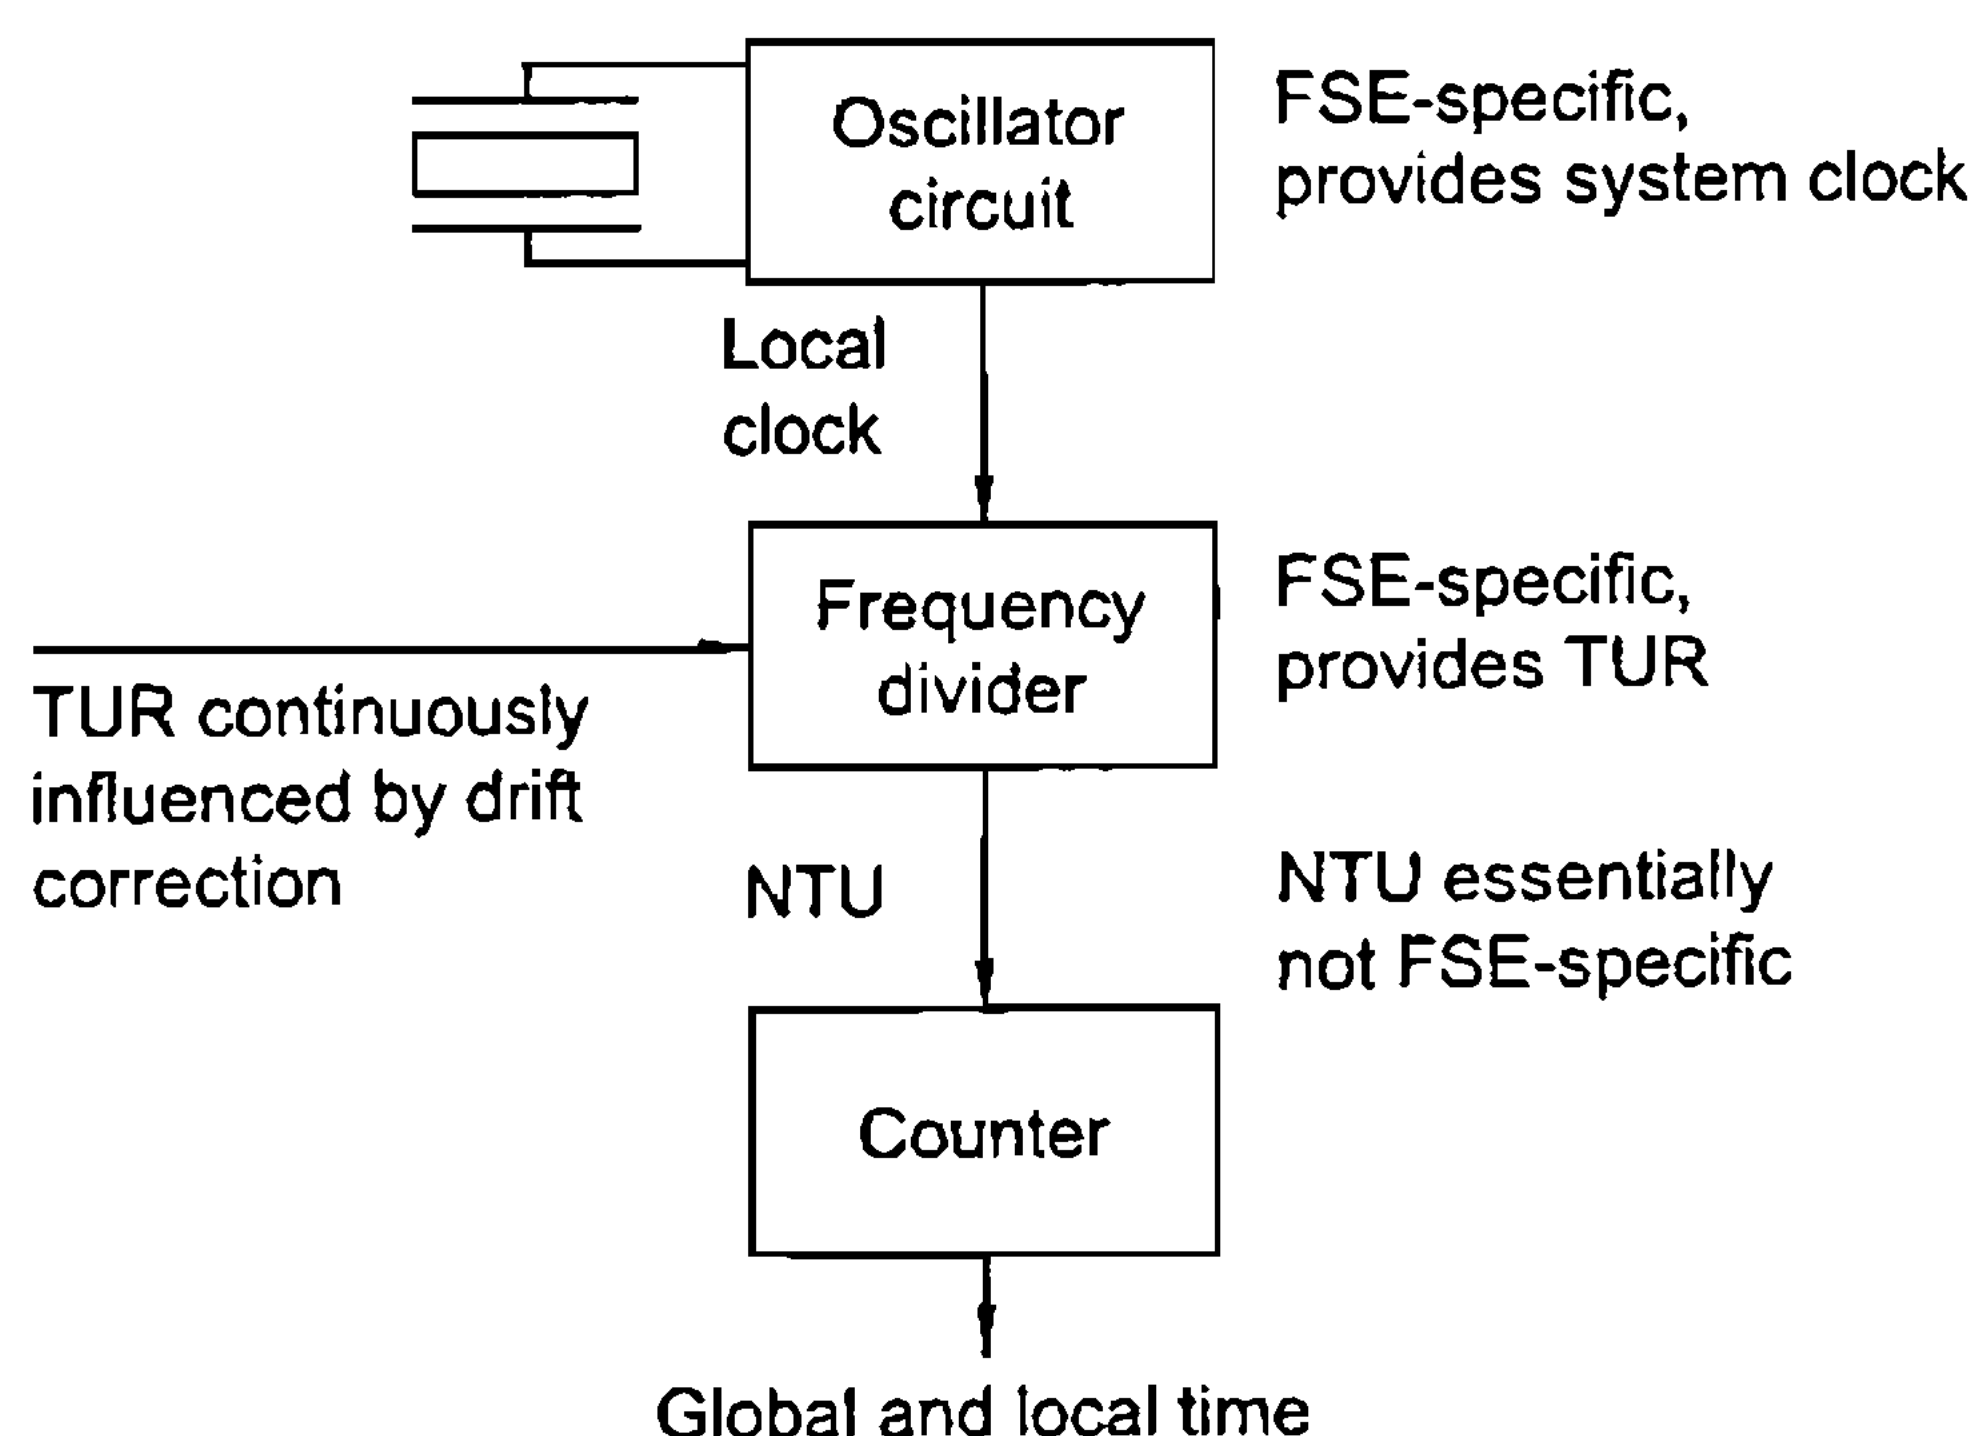 Oscillator
circuit
FSE-specific,
provides system clock
Local
clock
Frequency
divider
FSE-specific,
provides TUR
TUR continuously
influenced by drift
correction
NTU
NTU essentially
not FSE-specific
Counter
Global and local time